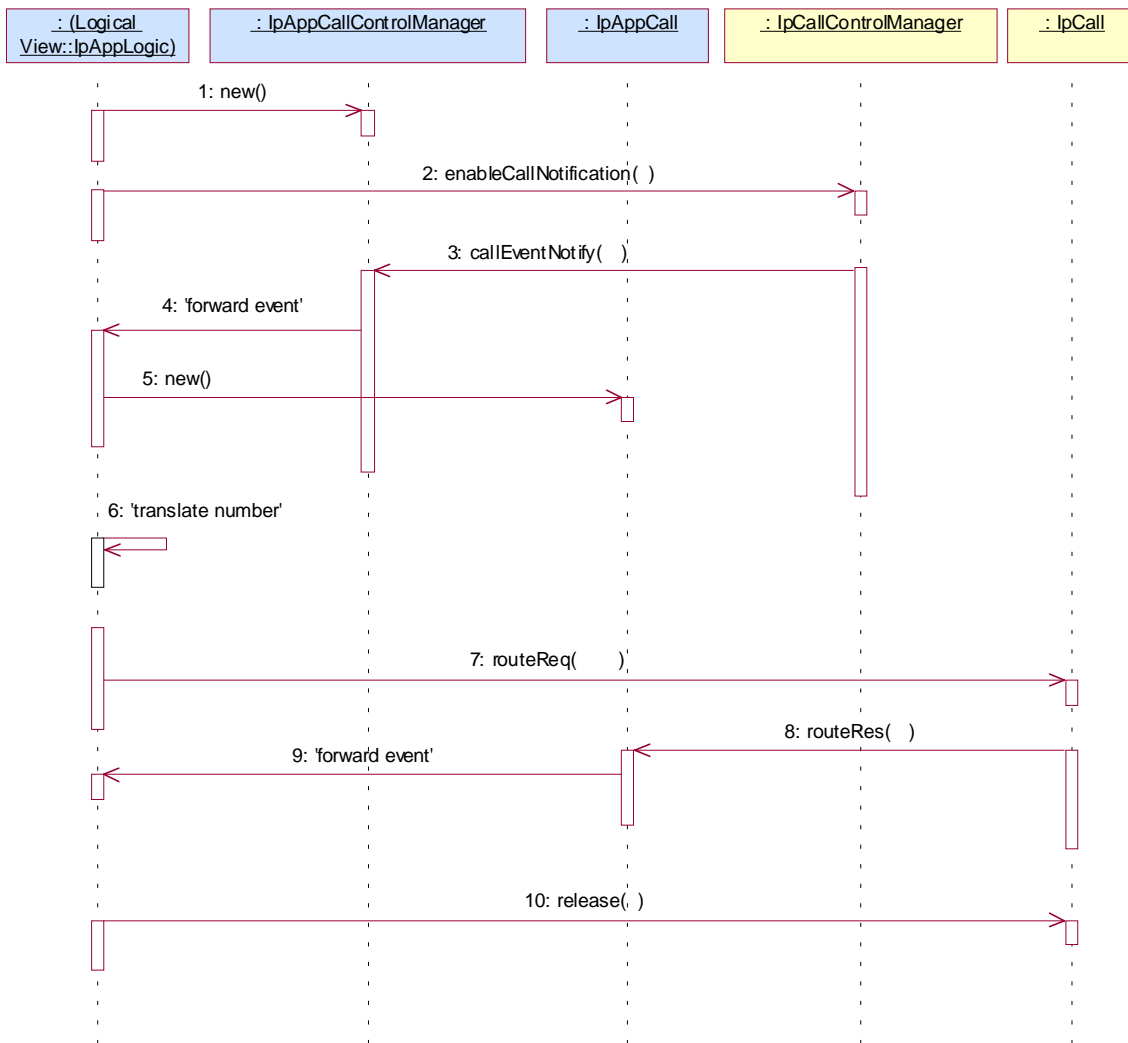 : (Logical
View::IpAppLogic)
: IpAppCallControlManager
: IpAppCall
: IpCallControlManager
: IpCall
1: new()
2: enableCallNotification( )
3: callEventNotify( )
4: 'forward event'
5: new()
6: 'translate number'
7: routeReq( )
8: routeRes( )
9: 'forward event'
10: release( )